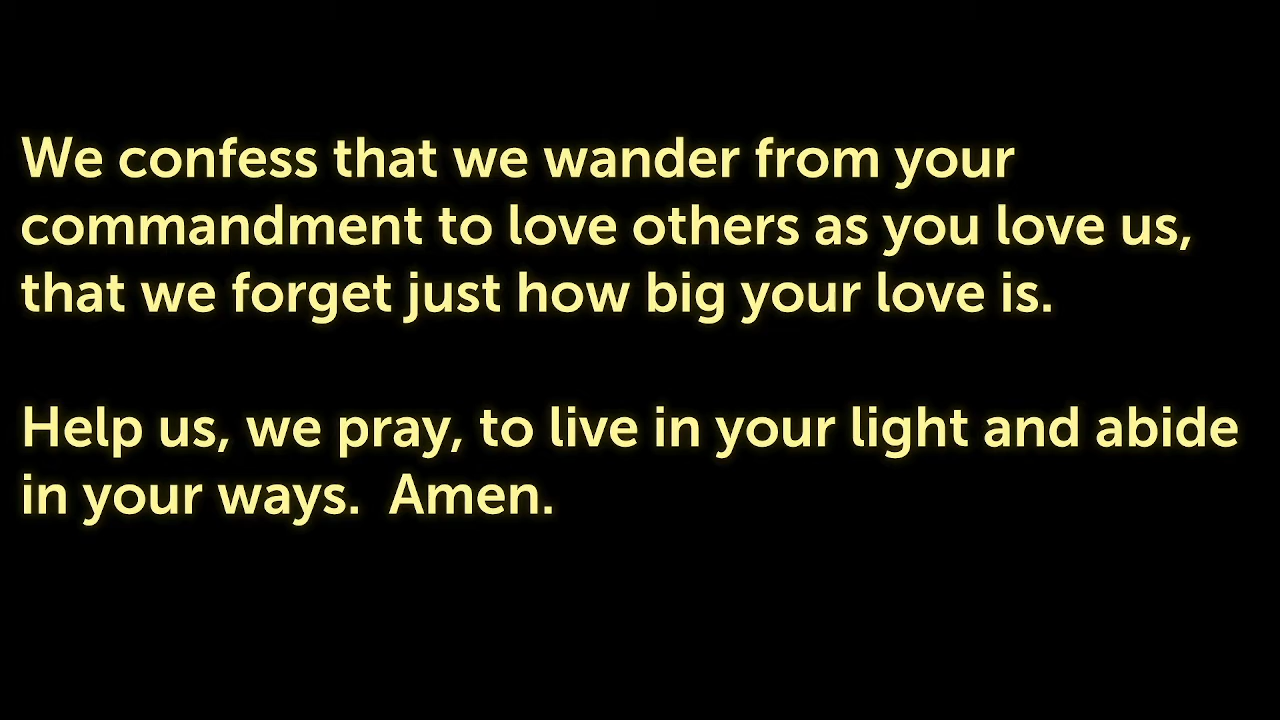 We confess that we wander from your
commandment to love others as you love us,
that we forget just how big your love is.
Help us, we pray, to live in your light and abide
in your ways.  Amen.